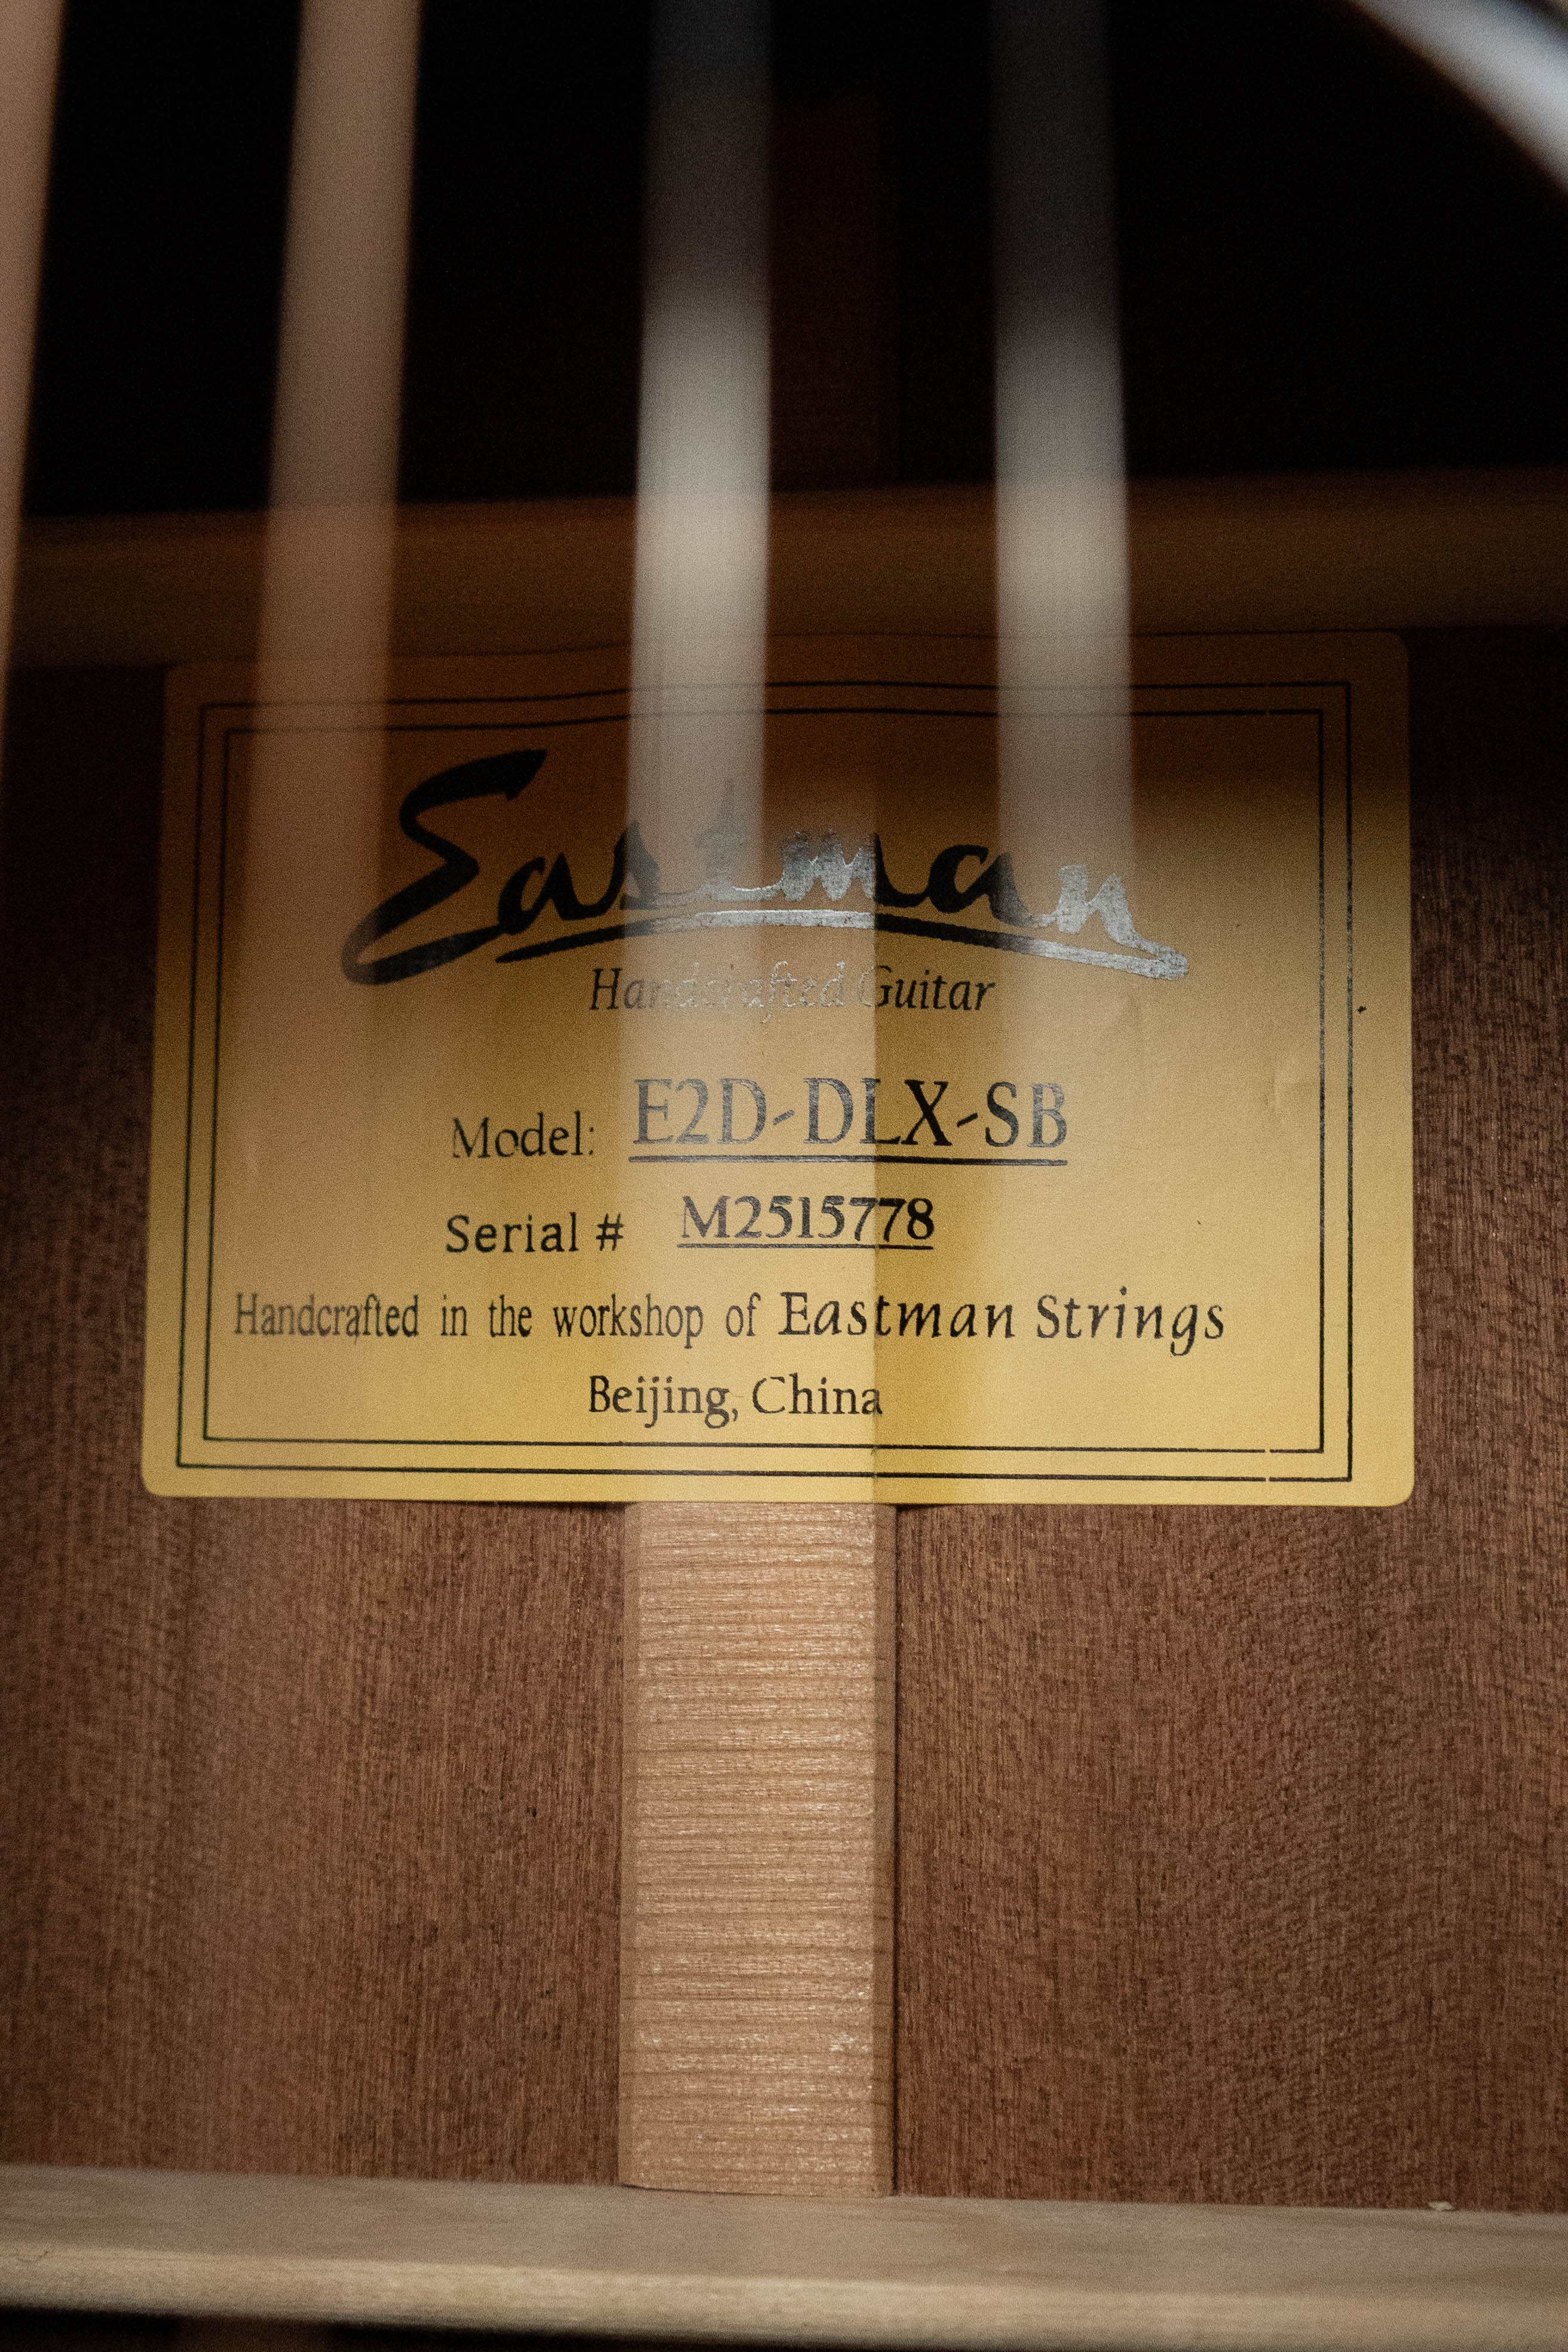 Eastman
Handcrafted Guitar
Model: E2D-DLX-SB
Serial # M2515778
Handcrafted in the workshop of Eastman Strings
Beijing, China